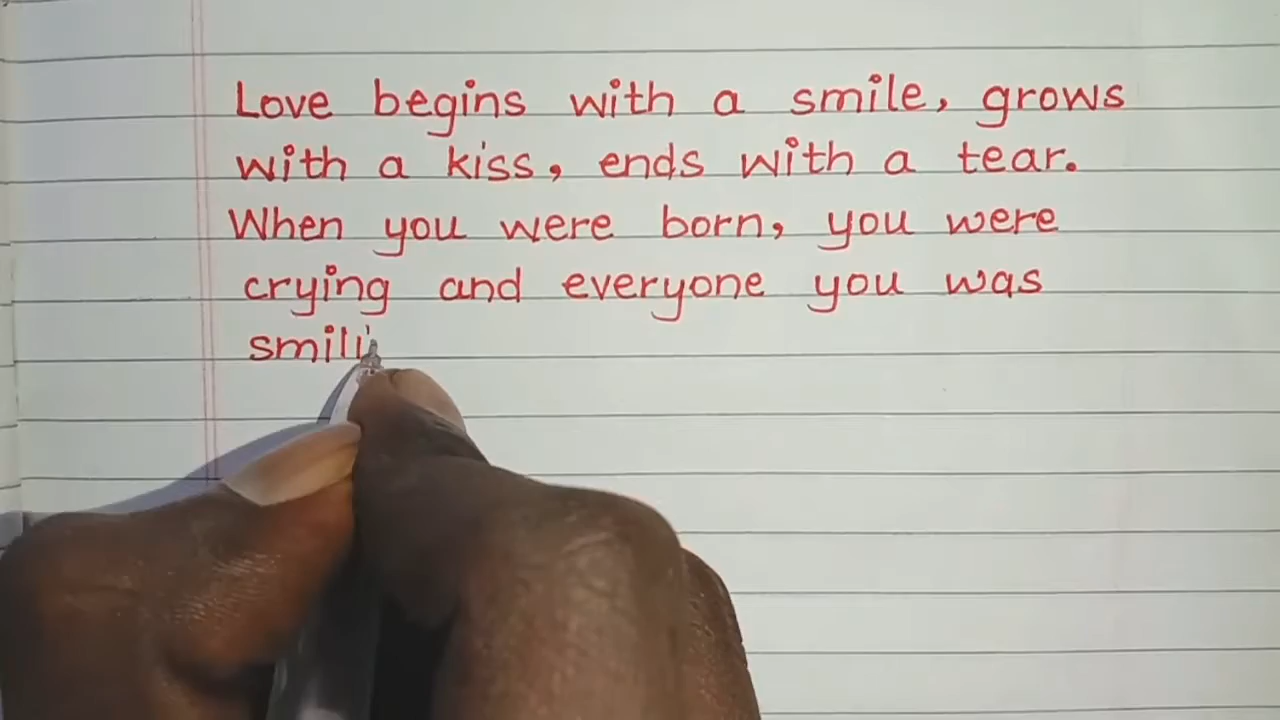 Love begins with a smile, grows
with a kiss, ends with a tear.
When you were born, you were
crying and everyone you was
smili